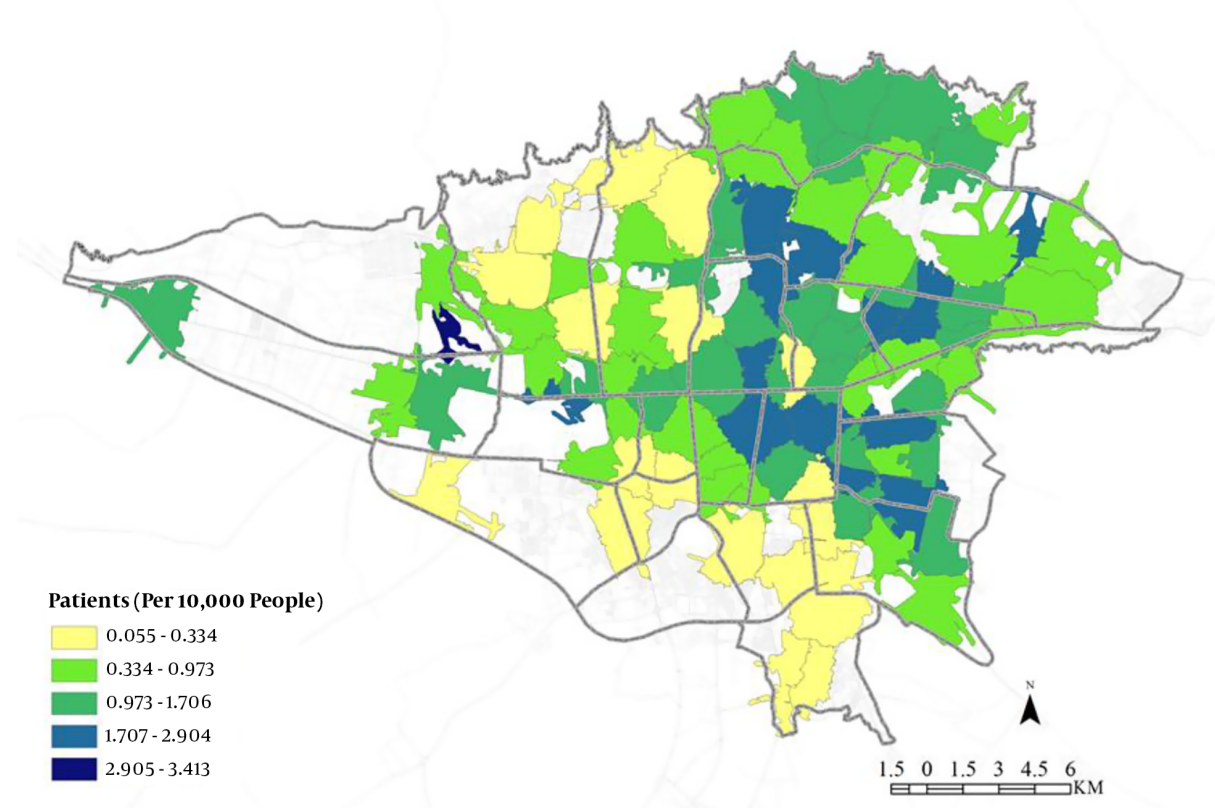 Patients (Per 10,000 People)
0.055 - 0.334
0.334 - 0.973
0.973 - 1.706
1.707 - 2.904
2.905 - 3.413
N
1.5 0 1.5 3 4.5 6
KM